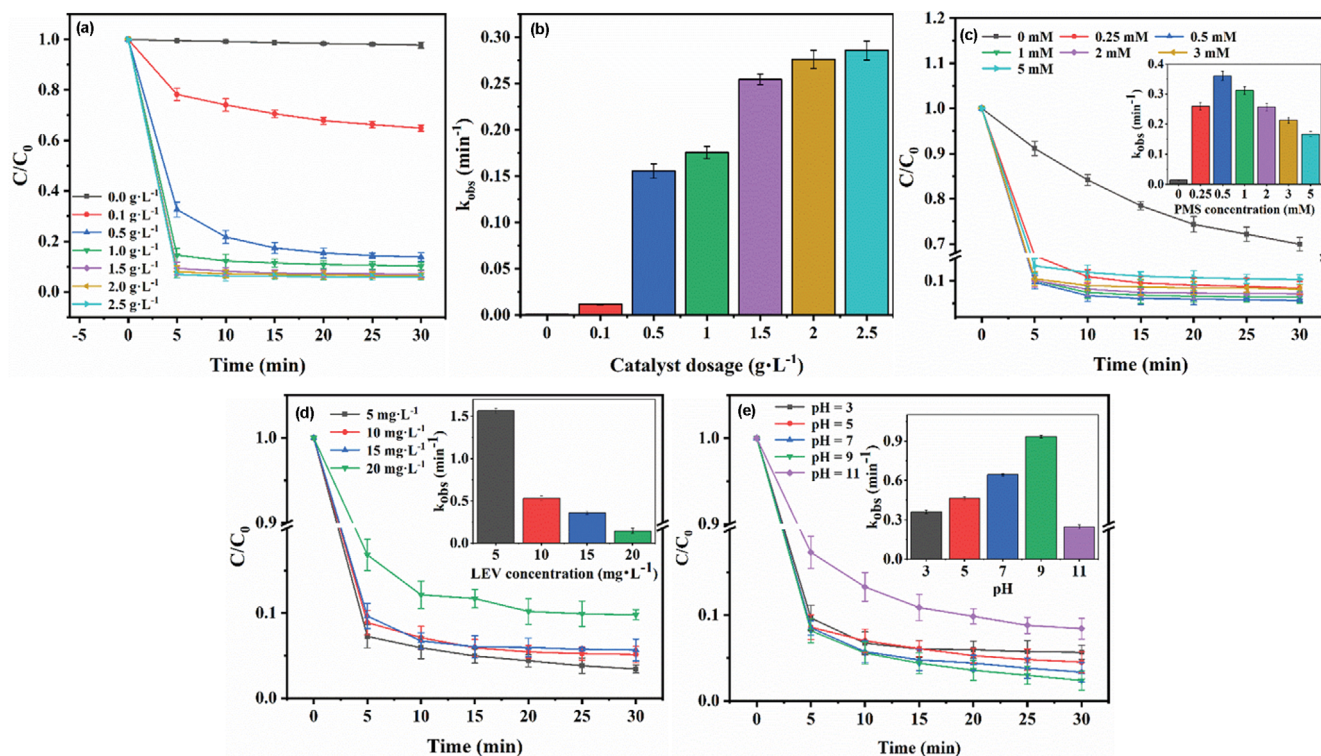 (a)
1.0
0.8
0.6
0.4
0.2
0.0
C/C₀
0.0 g·L⁻¹
0.1 g·L⁻¹
0.5 g·L⁻¹
1.0 g·L⁻¹
1.5 g·L⁻¹
2.0 g·L⁻¹
2.5 g·L⁻¹
-5 0 5 10 15 20 25 30
Time (min)
(b)
0.30
0.25
0.20
0.15
0.10
0.05
0.00
kobs (min⁻¹)
0 0.1 0.5 1 1.5 2 2.5
Catalyst dosage (g·L⁻¹)
(c)
1.2
1.1
1.0
0.9
0.8
0.7
0.1
C/C₀
0 mM 0.25 mM 0.5 mM
1 mM 2 mM 3 mM
5 mM
0.4
0.3
0.2
0.1
0.0
kobs (min⁻¹)
0 0.25 0.5 1 2 3 5
PMS concentration (mM)
0 5 10 15 20 25 30
Time (min)
(d)
1.0
0.9
0.1
0.0
C/C₀
5 mg·L⁻¹
10 mg·L⁻¹
15 mg·L⁻¹
20 mg·L⁻¹
1.5
1.0
0.5
0.0
kobs (min⁻¹)
5 10 15 20
LEV concentration (mg·L⁻¹)
0 5 10 15 20 25 30
Time (min)
(e)
1.0
0.9
0.1
0.0
C/C₀
pH = 3
pH = 5
pH = 7
pH = 9
pH = 11
0.9
0.6
0.3
0.0
kobs (min⁻¹)
3 5 7 9 11
pH
0 5 10 15 20 25 30
Time (min)